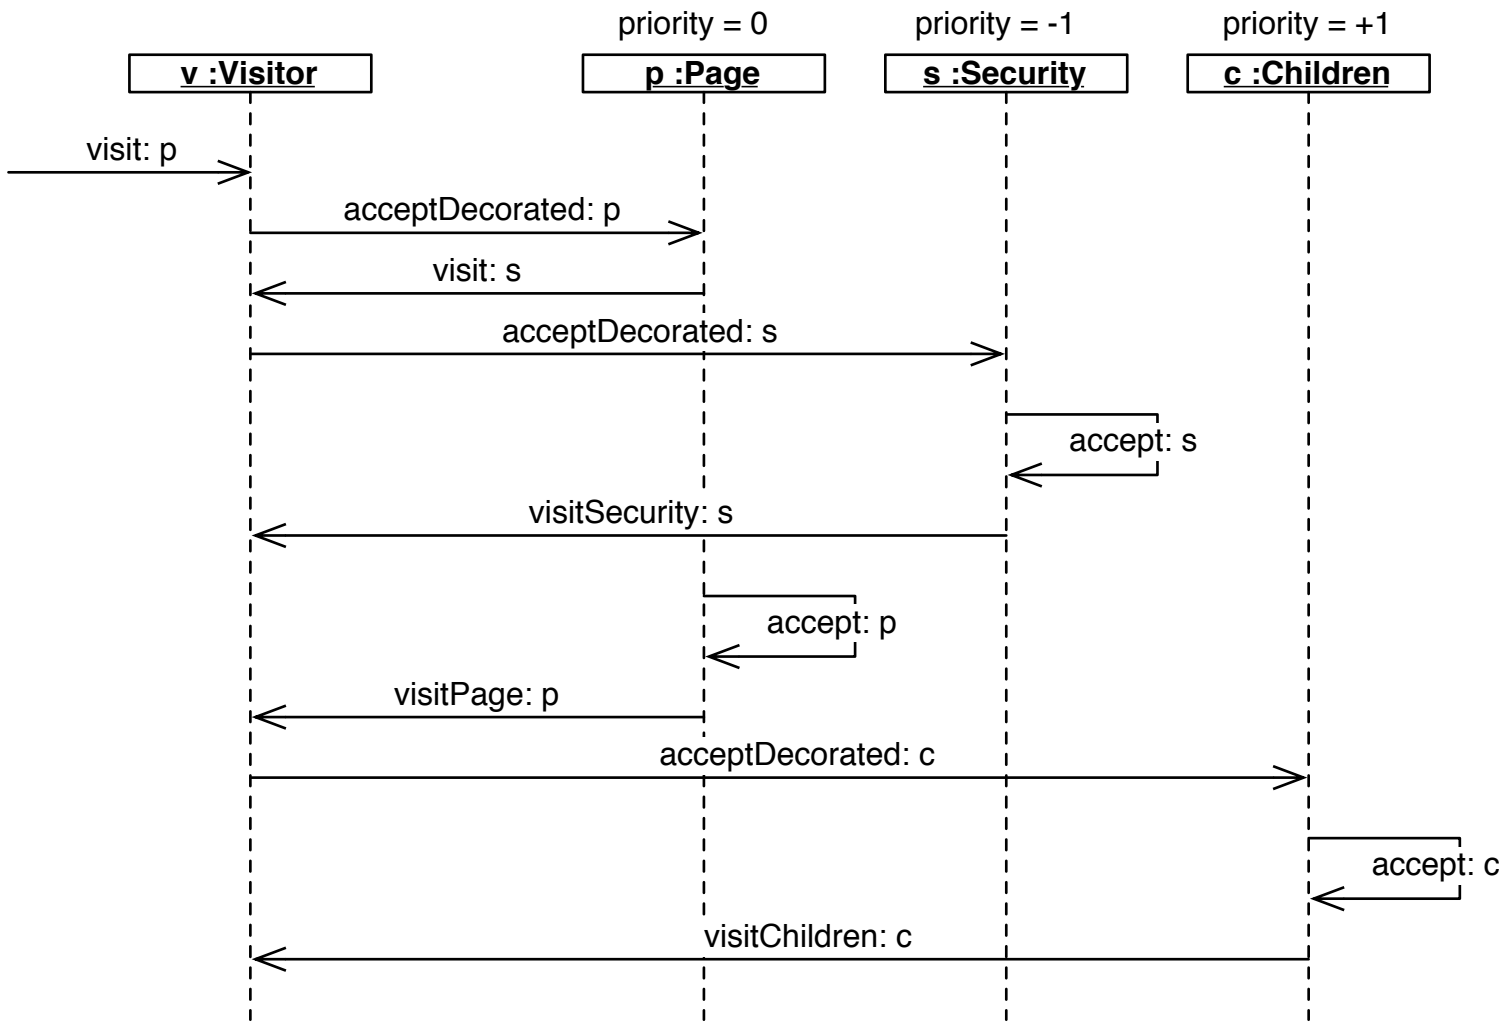 priority = 0
priority = -1
priority = +1
v :Visitor
p :Page
s :Security
c :Children
visit: p
acceptDecorated: p
visit: s
acceptDecorated: s
accept: s
visitSecurity: s
accept: p
visitPage: p
acceptDecorated: c
accept: c
visitChildren: c